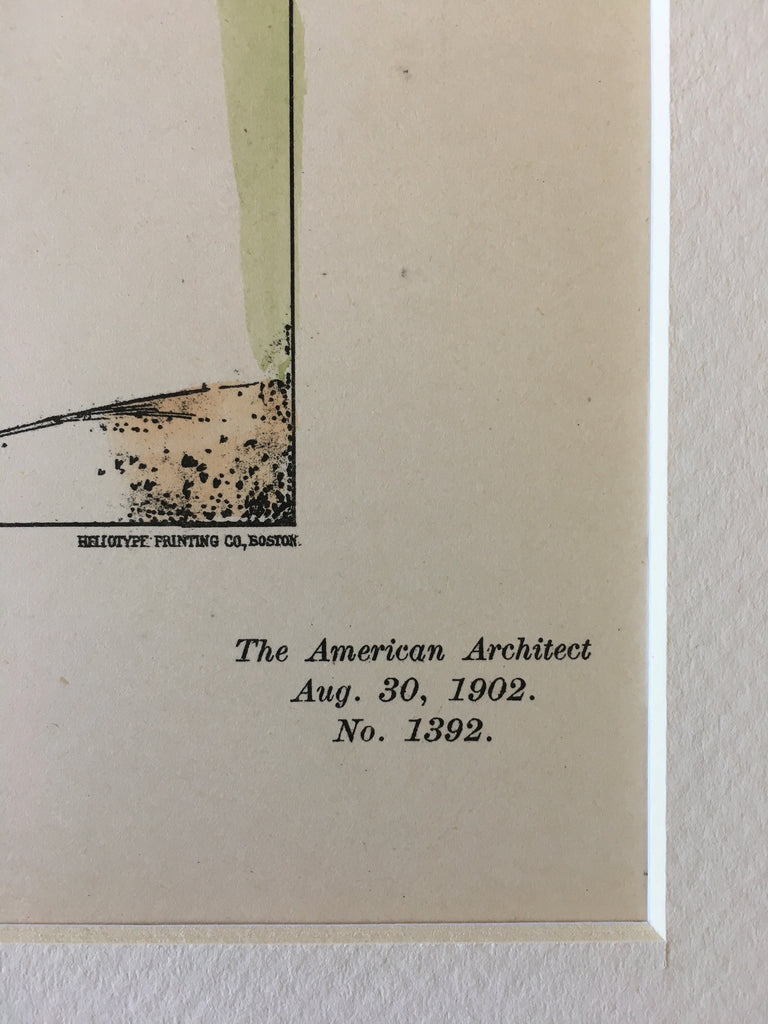 HELIOTYPE PRINTING CO., BOSTON.
The American Architect
Aug. 30, 1902.
No. 1392.